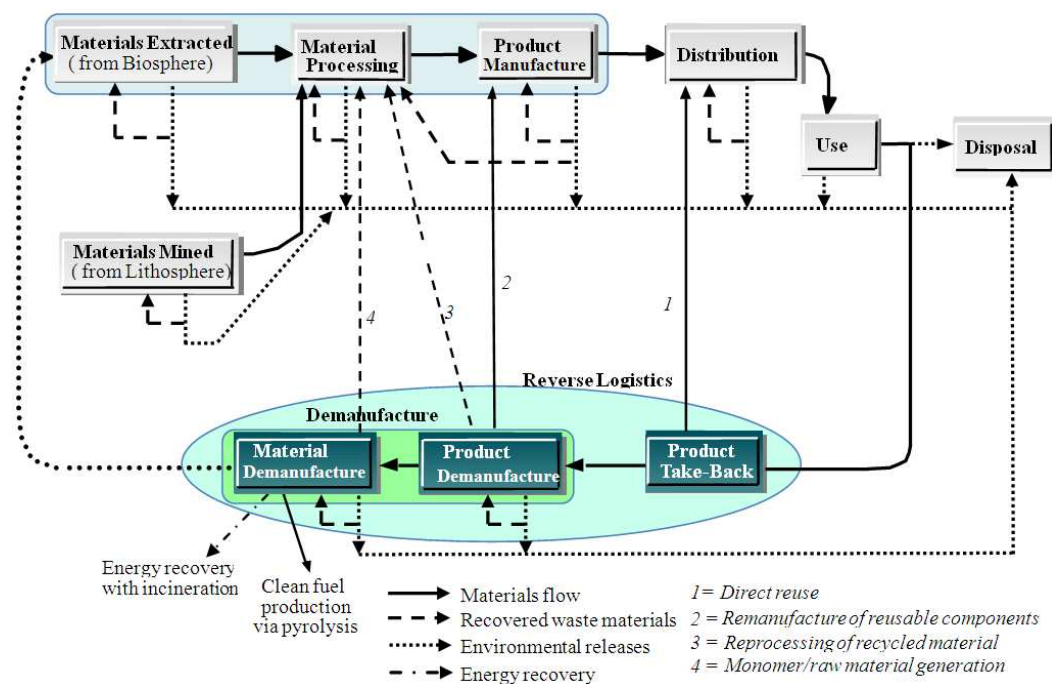 Materials Extracted
( from Biosphere)
Material
Processing
Product
Manufacture
Distribution
Use
Disposal
Materials Mined
( from Lithosphere)
4
3
2
1
Reverse Logistics
Demanufacture
Material
Demanufacture
Product
Demanufacture
Product
Take-Back
Energy recovery
with incineration
Clean fuel
production
via pyrolysis
Materials flow
Recovered waste materials
Environmental releases
Energy recovery
1= Direct reuse
2 = Remanufacture of reusable components
3 = Reprocessing of recycled material
4 = Monomer/raw material generation